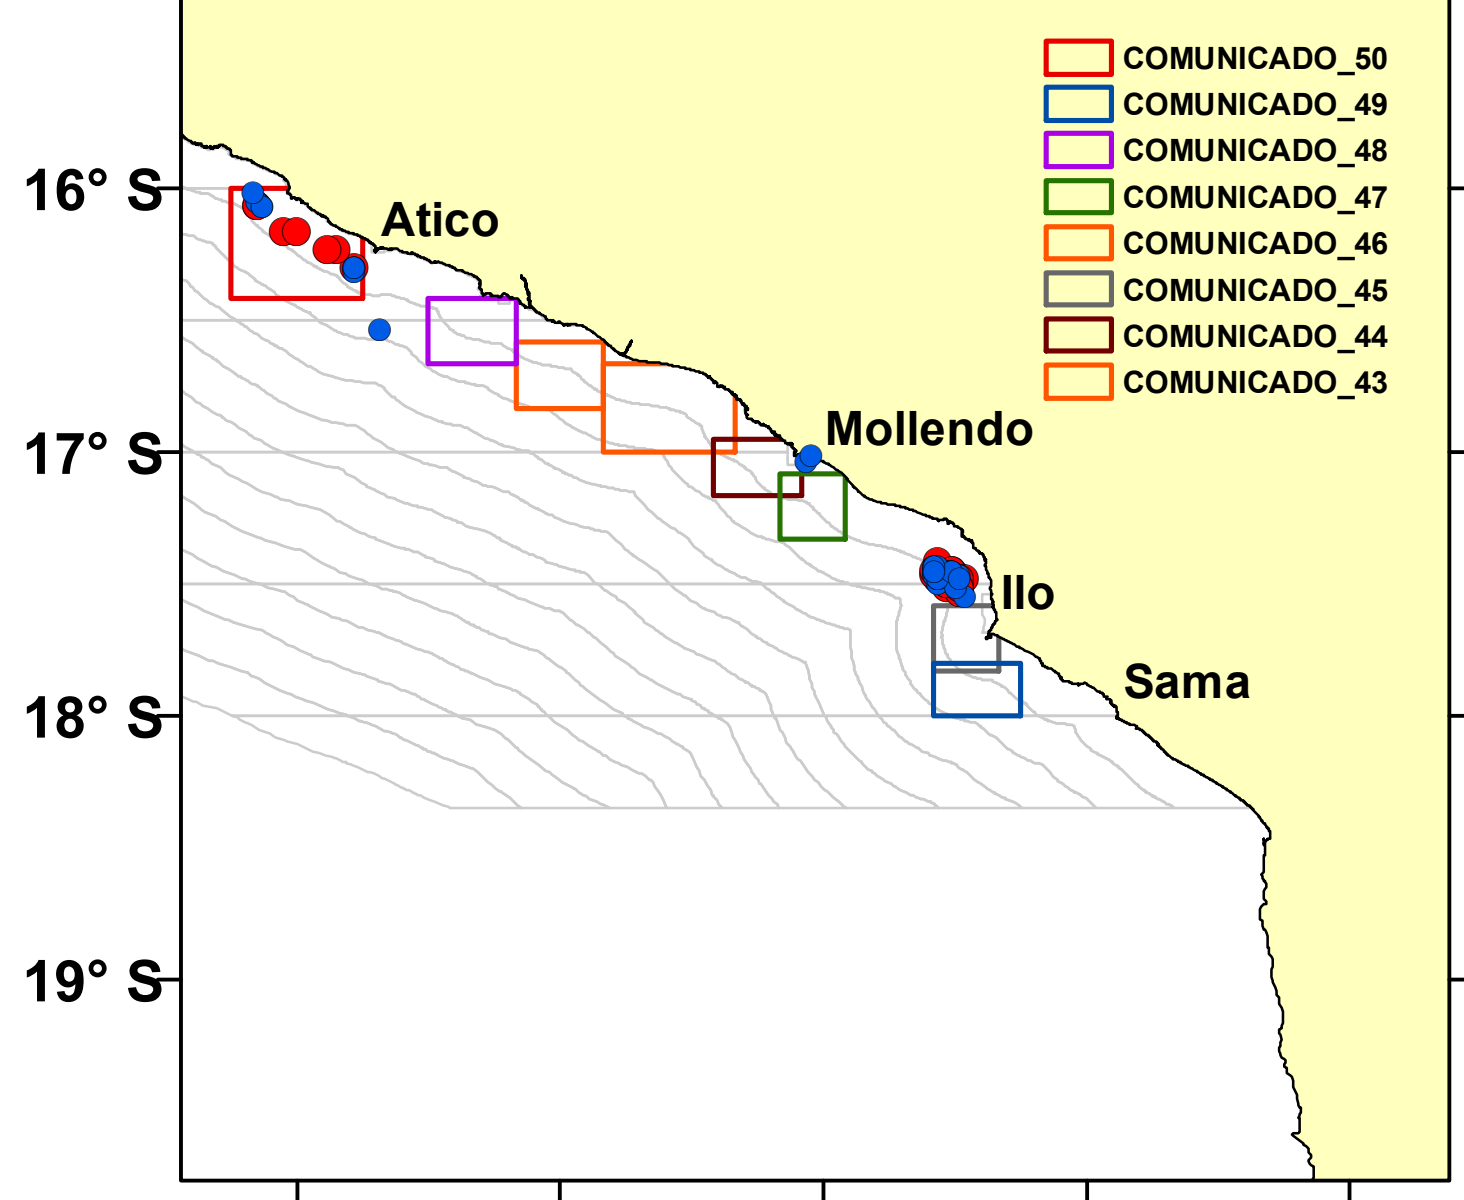 COMUNICADO_50
COMUNICADO_49
COMUNICADO_48
COMUNICADO_47
COMUNICADO_46
COMUNICADO_45
COMUNICADO_44
COMUNICADO_43
16° S
Atico
Mollendo
17° S
Ilo
Sama
18° S
19° S